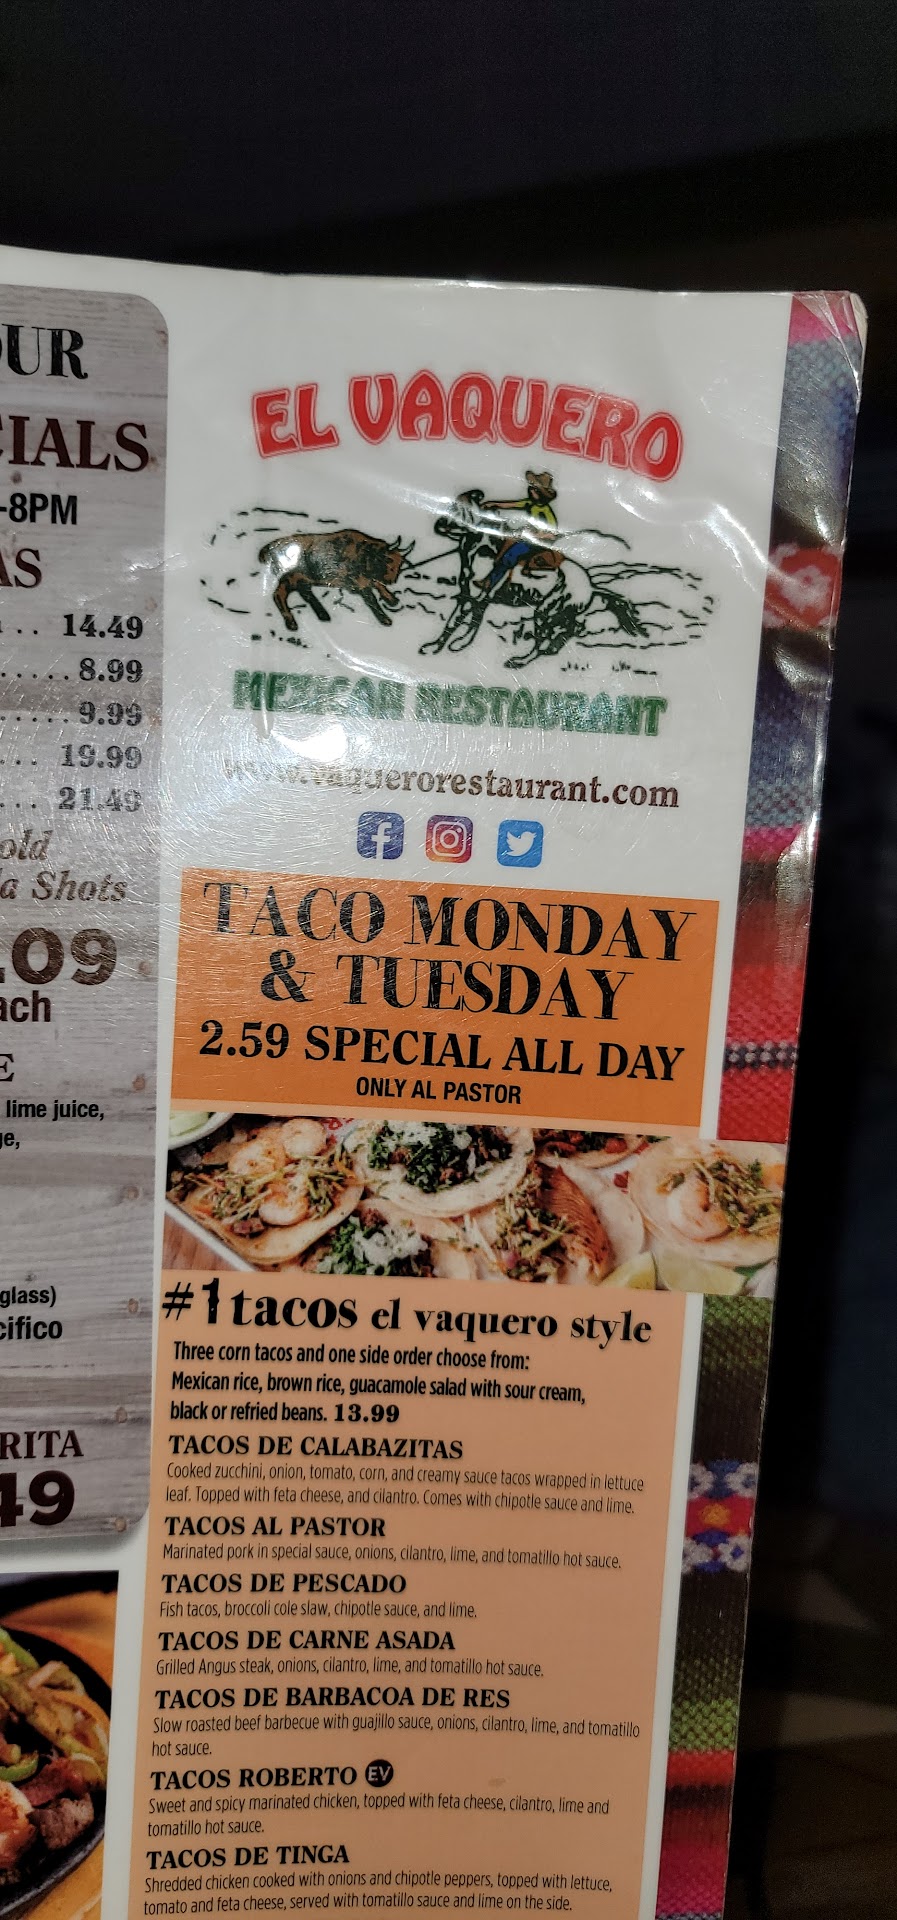 OUR
CIALS
-8PM
AS
14.49
8.99
9.99
19.99
21.49
old
la Shots
.09
ach
E
lime juice,
ge,
glass)
cifico
RITA
49
EL VAQUERO
MEXICAN RESTAURANT
www.vaquerorestaurant.com
TACO MONDAY
& TUESDAY
2.59 SPECIAL ALL DAY
ONLY AL PASTOR
#1 tacos el vaquero style
Three corn tacos and one side order choose from:
Mexican rice, brown rice, guacamole salad with sour cream,
black or refried beans. 13.99
TACOS DE CALABAZITAS
Cooked zucchini, onion, tomato, corn, and creamy sauce tacos wrapped in lettuce
leaf. Topped with feta cheese, and cilantro. Comes with chipotle sauce and lime.
TACOS AL PASTOR
Marinated pork in special sauce, onions, cilantro, lime, and tomatillo hot sauce.
TACOS DE PESCADO
Fish tacos, broccoli cole slaw, chipotle sauce, and lime.
TACOS DE CARNE ASADA
Grilled Angus steak, onions, cilantro, lime, and tomatillo hot sauce.
TACOS DE BARBACOA DE RES
Slow roasted beef barbecue with guajillo sauce, onions, cilantro, lime, and tomatillo
hot sauce.
TACOS ROBERTO EV
Sweet and spicy marinated chicken, topped with feta cheese, cilantro, lime and
tomatillo hot sauce.
TACOS DE TINGA
Shredded chicken cooked with onions and chipotle peppers, topped with lettuce,
tomato and feta cheese, served with tomatillo sauce and lime on the side.